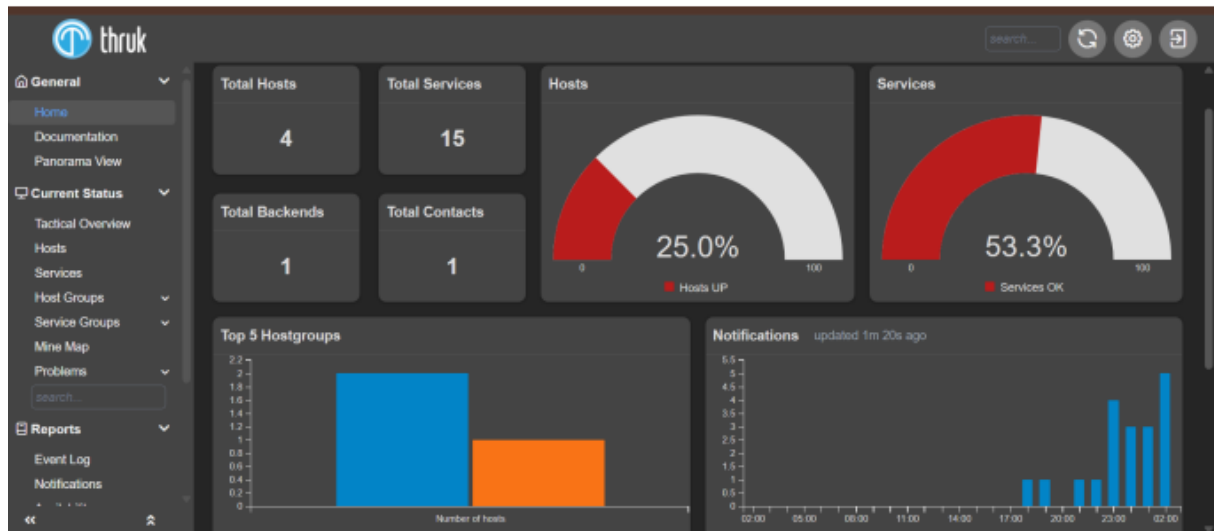 thruk
search...
General
Home
Documentation
Panorama View
Current Status
Tactical Overview
Hosts
Services
Host Groups
Service Groups
Mine Map
Problems
search...
Reports
Event Log
Notifications
Total Hosts
4
Total Services
15
Total Backends
1
Total Contacts
1
Hosts
25.0%
0
100
Hosts UP
Services
53.3%
0
100
Services OK
Top 5 Hostgroups
2.2
2
1.8
1.6
1.4
1.2
1
0.8
0.6
0.4
0.2
0
Number of hosts
Notifications updated 1m 20s ago
5.5
5
4.5
4
3.5
3
2.5
2
1.5
1
0.5
0
02:00 05:00 08:00 11:00 14:00 17:00 20:00 23:00 02:00